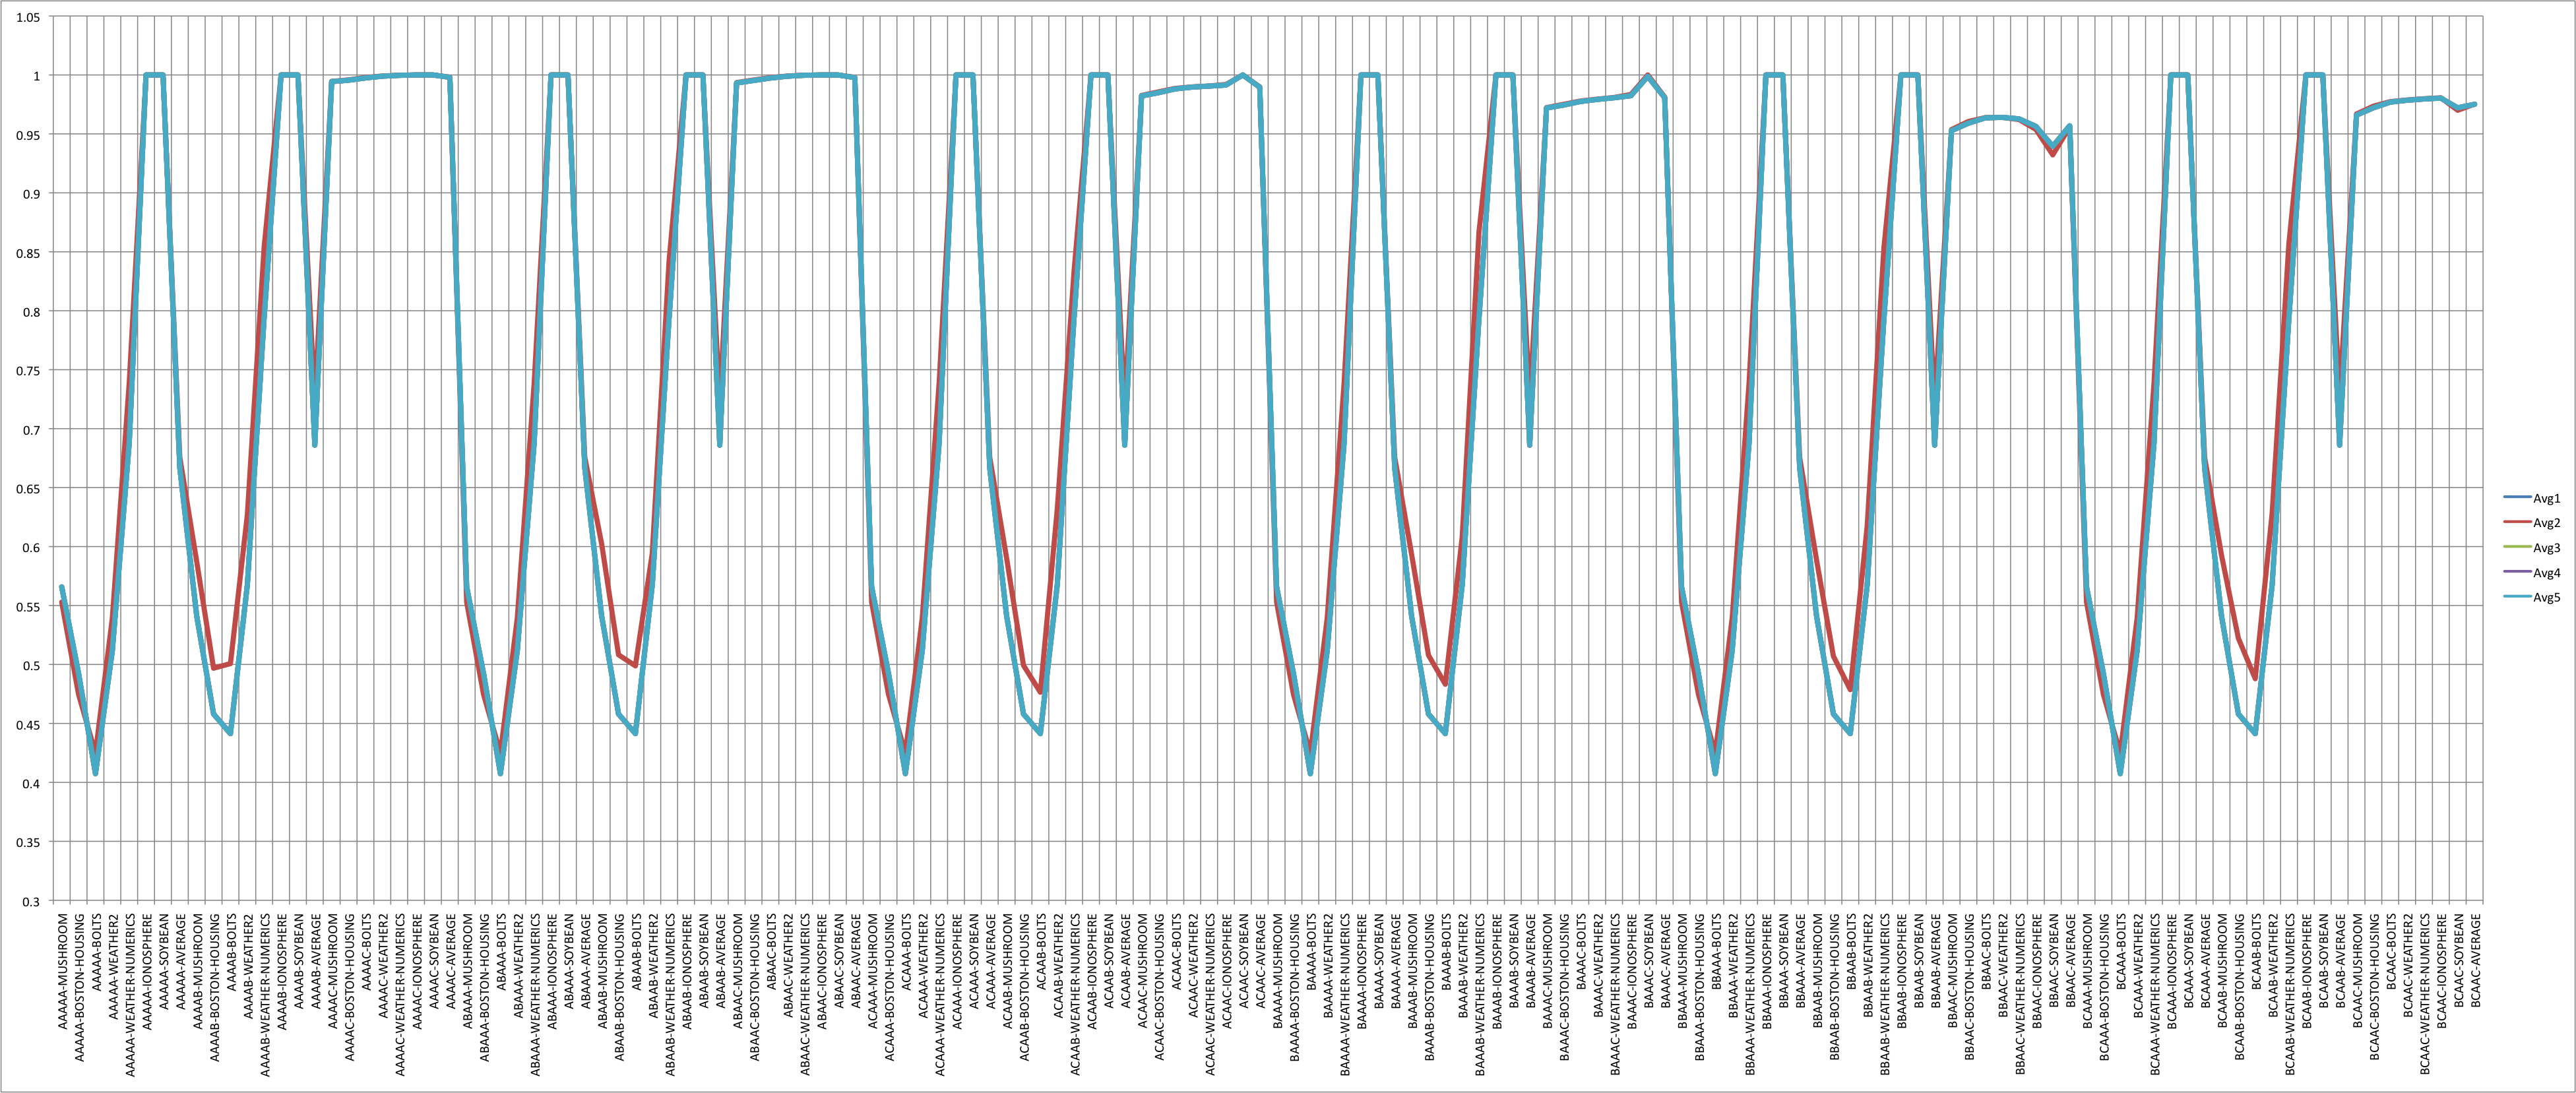 1.05
1
0.95
0.9
0.85
0.8
0.75
0.7
0.65
0.6
0.55
0.5
0.45
0.4
0.35
0.3
AAAAA-MUSHROOM
AAAAA-BOSTON-HOUSING
AAAAA-BOLTS
AAAAA-WEATHER2
AAAAA-WEATHER-NUMERICS
AAAAA-IONOSPHERE
AAAAA-SOYBEAN
AAAAA-AVERAGE
AAAAB-MUSHROOM
AAAAB-BOSTON-HOUSING
AAAAB-BOLTS
AAAAB-WEATHER2
AAAAB-WEATHER-NUMERICS
AAAAB-IONOSPHERE
AAAAB-SOYBEAN
AAAAB-AVERAGE
AAAAC-MUSHROOM
AAAAC-BOSTON-HOUSING
AAAAC-BOLTS
AAAAC-WEATHER2
AAAAC-WEATHER-NUMERICS
AAAAC-IONOSPHERE
AAAAC-SOYBEAN
AAAAC-AVERAGE
ABAAA-MUSHROOM
ABAAA-BOSTON-HOUSING
ABAAA-BOLTS
ABAAA-WEATHER2
ABAAA-WEATHER-NUMERICS
ABAAA-IONOSPHERE
ABAAA-SOYBEAN
ABAAA-AVERAGE
ABAAB-MUSHROOM
ABAAB-BOSTON-HOUSING
ABAAB-BOLTS
ABAAB-WEATHER2
ABAAB-WEATHER-NUMERICS
ABAAB-IONOSPHERE
ABAAB-SOYBEAN
ABAAB-AVERAGE
ABAAC-MUSHROOM
ABAAC-BOSTON-HOUSING
ABAAC-BOLTS
ABAAC-WEATHER2
ABAAC-WEATHER-NUMERICS
ABAAC-IONOSPHERE
ABAAC-SOYBEAN
ABAAC-AVERAGE
ACAAA-MUSHROOM
ACAAA-BOSTON-HOUSING
ACAAA-BOLTS
ACAAA-WEATHER2
ACAAA-WEATHER-NUMERICS
ACAAA-IONOSPHERE
ACAAA-SOYBEAN
ACAAA-AVERAGE
ACAAB-MUSHROOM
ACAAB-BOSTON-HOUSING
ACAAB-BOLTS
ACAAB-WEATHER2
ACAAB-WEATHER-NUMERICS
ACAAB-IONOSPHERE
ACAAB-SOYBEAN
ACAAB-AVERAGE
ACAAC-MUSHROOM
ACAAC-BOSTON-HOUSING
ACAAC-BOLTS
ACAAC-WEATHER2
ACAAC-WEATHER-NUMERICS
ACAAC-IONOSPHERE
ACAAC-SOYBEAN
ACAAC-AVERAGE
BAAAA-MUSHROOM
BAAAA-BOSTON-HOUSING
BAAAA-BOLTS
BAAAA-WEATHER2
BAAAA-WEATHER-NUMERICS
BAAAA-IONOSPHERE
BAAAA-SOYBEAN
BAAAA-AVERAGE
BAAAB-MUSHROOM
BAAAB-BOSTON-HOUSING
BAAAB-BOLTS
BAAAB-WEATHER2
BAAAB-WEATHER-NUMERICS
BAAAB-IONOSPHERE
BAAAB-SOYBEAN
BAAAB-AVERAGE
BAAAC-MUSHROOM
BAAAC-BOSTON-HOUSING
BAAAC-BOLTS
BAAAC-WEATHER2
BAAAC-WEATHER-NUMERICS
BAAAC-IONOSPHERE
BAAAC-SOYBEAN
BAAAC-AVERAGE
BBAAA-MUSHROOM
BBAAA-BOSTON-HOUSING
BBAAA-BOLTS
BBAAA-WEATHER2
BBAAA-WEATHER-NUMERICS
BBAAA-IONOSPHERE
BBAAA-SOYBEAN
BBAAA-AVERAGE
BBAAB-MUSHROOM
BBAAB-BOSTON-HOUSING
BBAAB-BOLTS
BBAAB-WEATHER2
BBAAB-WEATHER-NUMERICS
BBAAB-IONOSPHERE
BBAAB-SOYBEAN
BBAAB-AVERAGE
BBAAC-MUSHROOM
BBAAC-BOSTON-HOUSING
BBAAC-BOLTS
BBAAC-WEATHER2
BBAAC-WEATHER-NUMERICS
BBAAC-IONOSPHERE
BBAAC-SOYBEAN
BBAAC-AVERAGE
BCAAA-MUSHROOM
BCAAA-BOSTON-HOUSING
BCAAA-BOLTS
BCAAA-WEATHER2
BCAAA-WEATHER-NUMERICS
BCAAA-IONOSPHERE
BCAAA-SOYBEAN
BCAAA-AVERAGE
BCAAB-MUSHROOM
BCAAB-BOSTON-HOUSING
BCAAB-BOLTS
BCAAB-WEATHER2
BCAAB-WEATHER-NUMERICS
BCAAB-IONOSPHERE
BCAAB-SOYBEAN
BCAAB-AVERAGE
BCAAC-MUSHROOM
BCAAC-BOSTON-HOUSING
BCAAC-BOLTS
BCAAC-WEATHER2
BCAAC-WEATHER-NUMERICS
BCAAC-IONOSPHERE
BCAAC-SOYBEAN
BCAAC-AVERAGE
Avg1
Avg2
Avg3
Avg4
Avg5